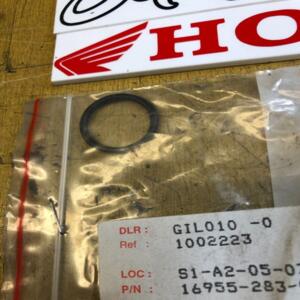 HO
DLR: GIL010 -0
Ref: 1002223
LOC: S1-A2-05-07
P/N: 16955-283-